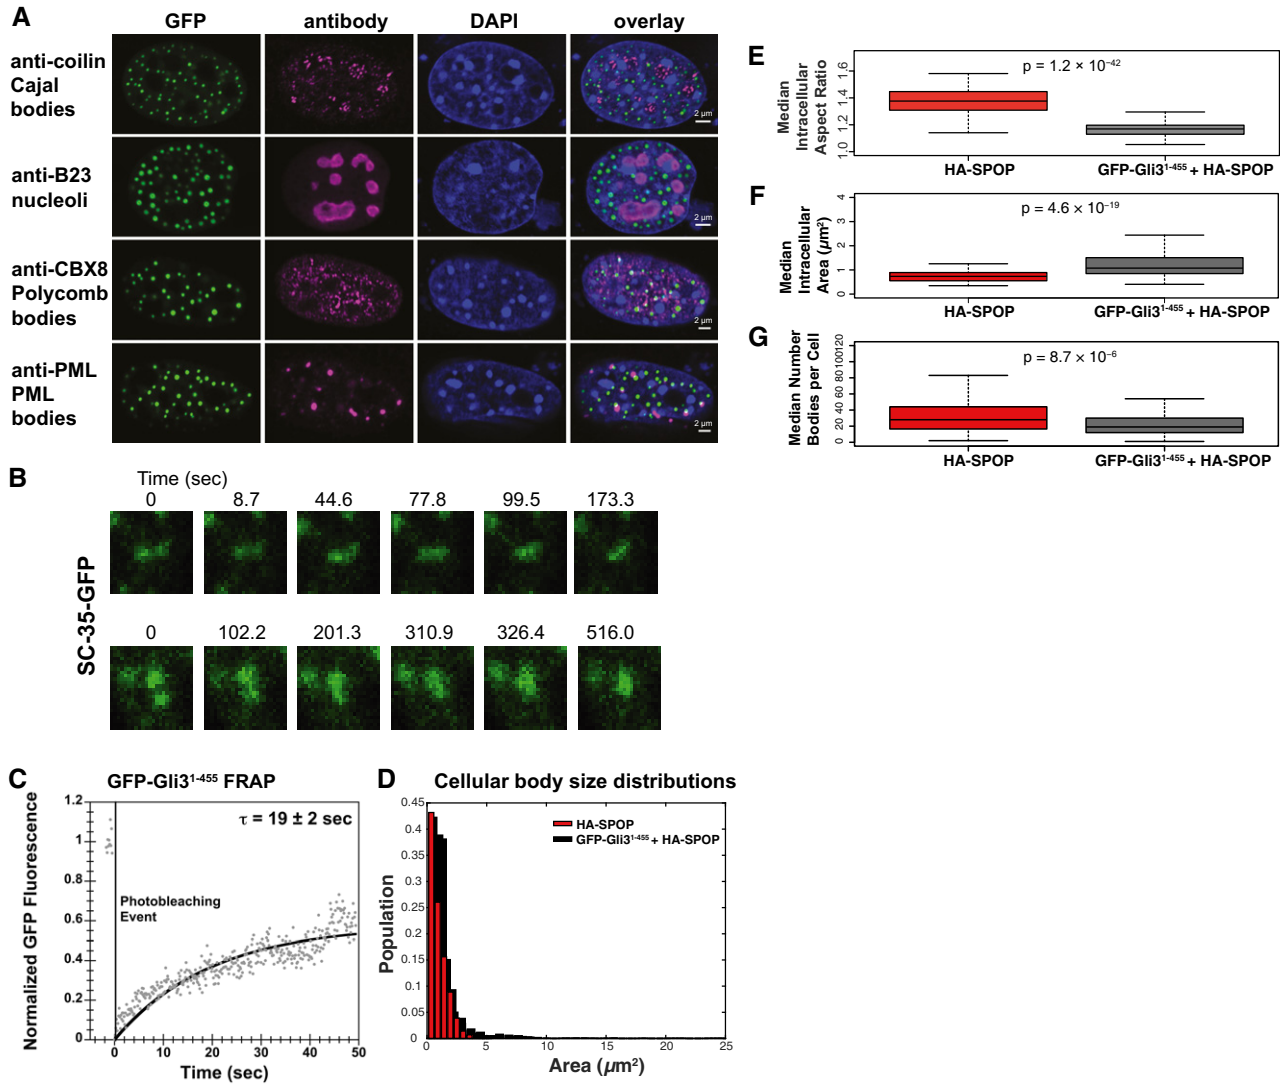 A
GFP antibody DAPI overlay
anti-coilin
Cajal
bodies
2 µm
anti-B23
nucleoli
2 µm
anti-CBX8
Polycomb
bodies
2 µm
anti-PML
PML
bodies
2 µm
B
Time (sec)
0 8.7 44.6 77.8 99.5 173.3
SC-35-GFP
0 102.2 201.3 310.9 326.4 516.0
C
GFP-Gli3¹⁻⁴⁵⁵ FRAP
τ = 19 ± 2 sec
Photobleaching
Event
Normalized GFP Fluorescence
1.2
1
0.8
0.6
0.4
0.2
0
0 10 20 30 40 50
Time (sec)
D
Cellular body size distributions
HA-SPOP
GFP-Gli3¹⁻⁴⁵⁵ + HA-SPOP
Population
0.45
0.4
0.35
0.3
0.25
0.2
0.15
0.1
0.05
0
0 5 10 15 20 25
Area (µm²)
E
Median
Intracellular
Aspect Ratio
1.6
1.4
1.2
1.0
p = 1.2 × 10⁻⁴²
HA-SPOP GFP-Gli3¹⁻⁴⁵⁵ + HA-SPOP
F
Median
Intracellular
Area (µm²)
4
3
2
1
0
p = 4.6 × 10⁻¹⁹
HA-SPOP GFP-Gli3¹⁻⁴⁵⁵ + HA-SPOP
G
Median Number
Bodies per Cell
120
100
80
60
40
20
0
p = 8.7 × 10⁻⁶
HA-SPOP GFP-Gli3¹⁻⁴⁵⁵ + HA-SPOP